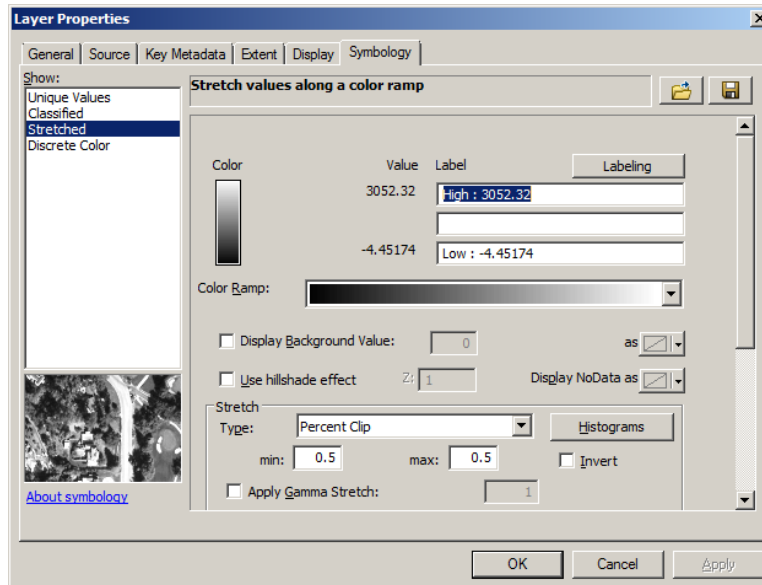 Layer Properties
General Source Key Metadata Extent Display Symbology
Show:
Unique Values
Classified
Stretched
Discrete Color
About symbology
Stretch values along a color ramp
Color Value Label Labeling
3052.32 High : 3052.32
-4.45174 Low : -4.45174
Color Ramp:
Display Background Value: 0 as
Use hillshade effect Z: 1 Display NoData as
Stretch
Type: Percent Clip Histograms
min: 0.5 max: 0.5 Invert
Apply Gamma Stretch: 1
OK Cancel Apply